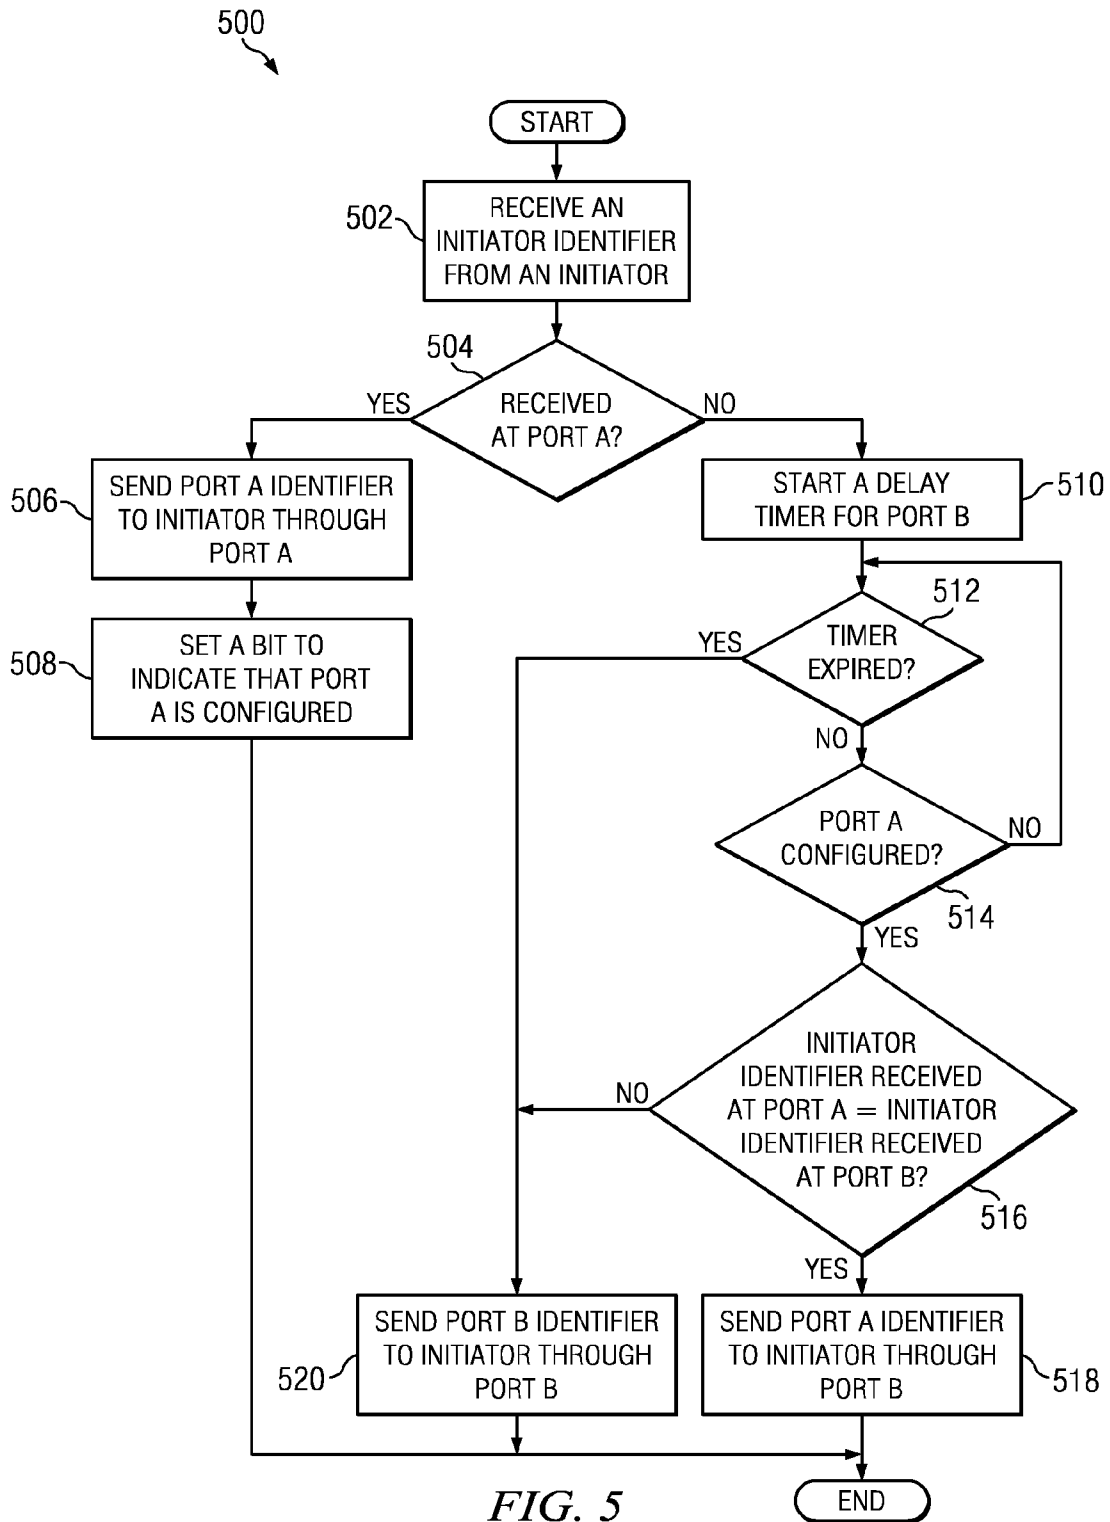 500
START
502
RECEIVE AN
INITIATOR IDENTIFIER
FROM AN INITIATOR
504
YES
RECEIVED
AT PORT A?
NO
506
SEND PORT A IDENTIFIER
TO INITIATOR THROUGH
PORT A
START A DELAY
TIMER FOR PORT B
510
508
SET A BIT TO
INDICATE THAT PORT
A IS CONFIGURED
512
YES
TIMER
EXPIRED?
NO
PORT A
CONFIGURED?
NO
514
YES
INITIATOR
IDENTIFIER RECEIVED
AT PORT A = INITIATOR
IDENTIFIER RECEIVED
AT PORT B?
NO
516
YES
520
SEND PORT B IDENTIFIER
TO INITIATOR THROUGH
PORT B
SEND PORT A IDENTIFIER
TO INITIATOR THROUGH
PORT B
518
END
FIG. 5